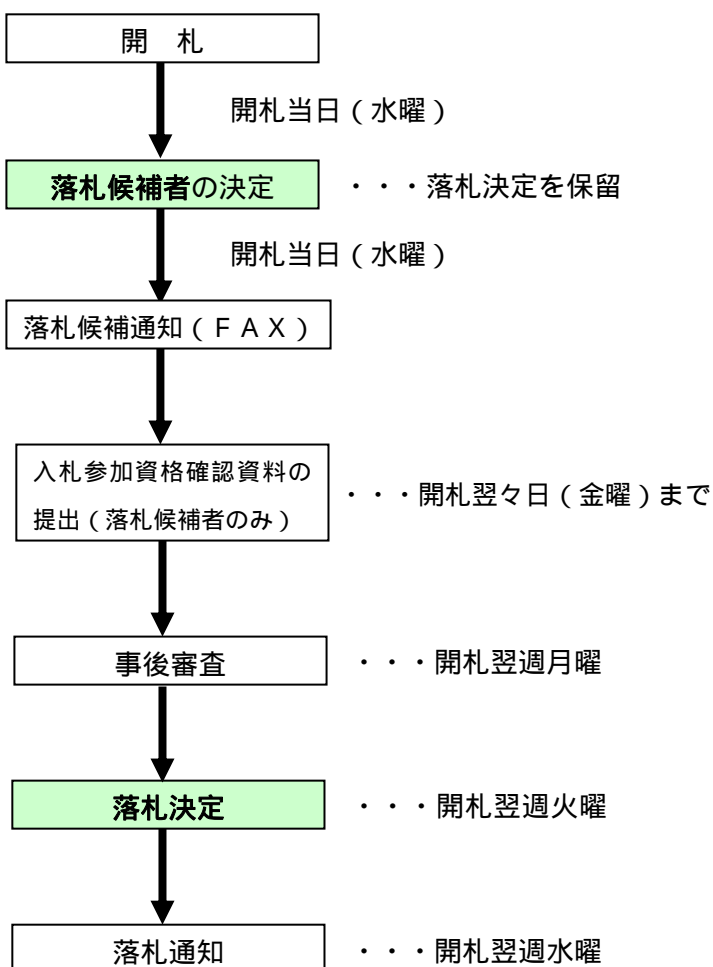 開　札
開札当日（水曜）
落札候補者の決定　・・・落札決定を保留
開札当日（水曜）
落札候補通知（ＦＡＸ）
入札参加資格確認資料の
提出（落札候補者のみ）
・・・開札翌々日（金曜）まで
事後審査　・・・開札翌週月曜
落札決定　・・・開札翌週火曜
落札通知　・・・開札翌週水曜